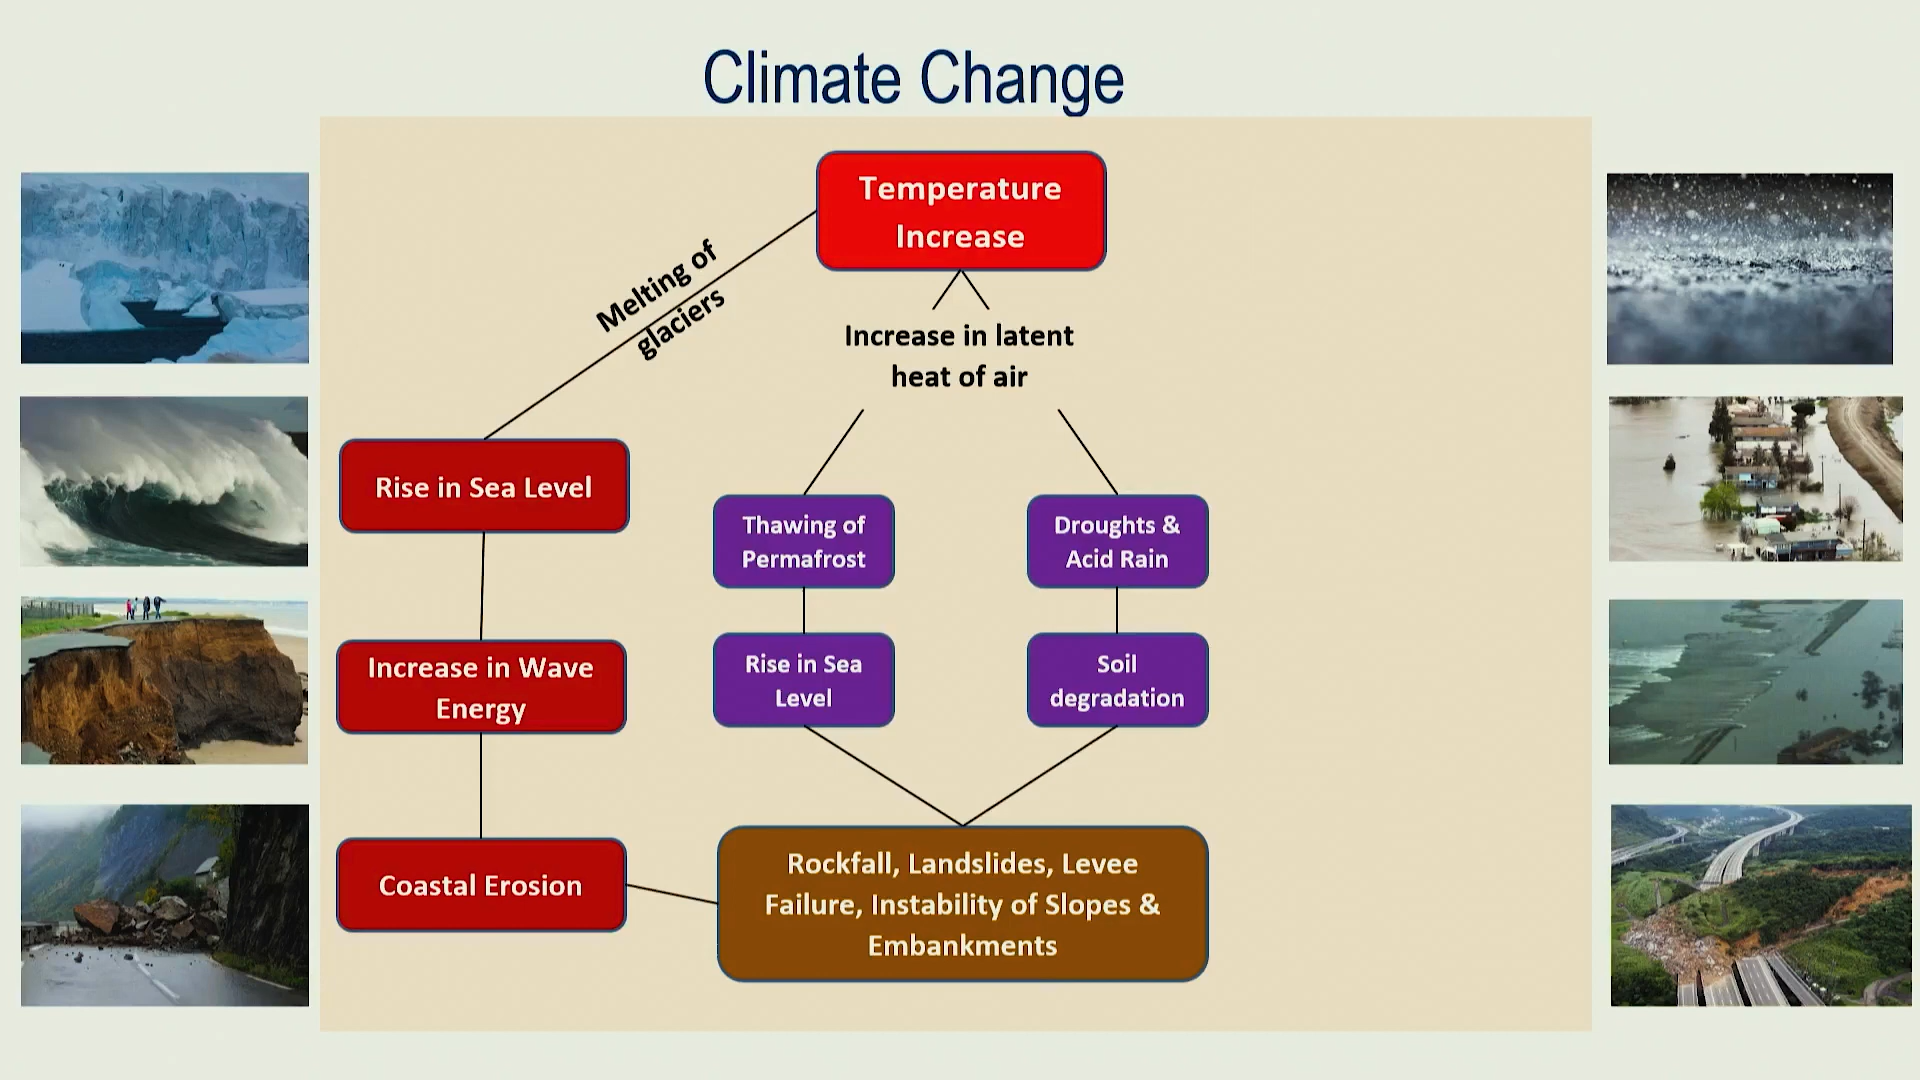 Climate Change
Temperature
Increase
Melting of
glaciers
Increase in latent
heat of air
Rise in Sea Level
Thawing of
Permafrost
Droughts &
Acid Rain
Increase in Wave
Energy
Rise in Sea
Level
Soil
degradation
Coastal Erosion
Rockfall, Landslides, Levee
Failure, Instability of Slopes &
Embankments